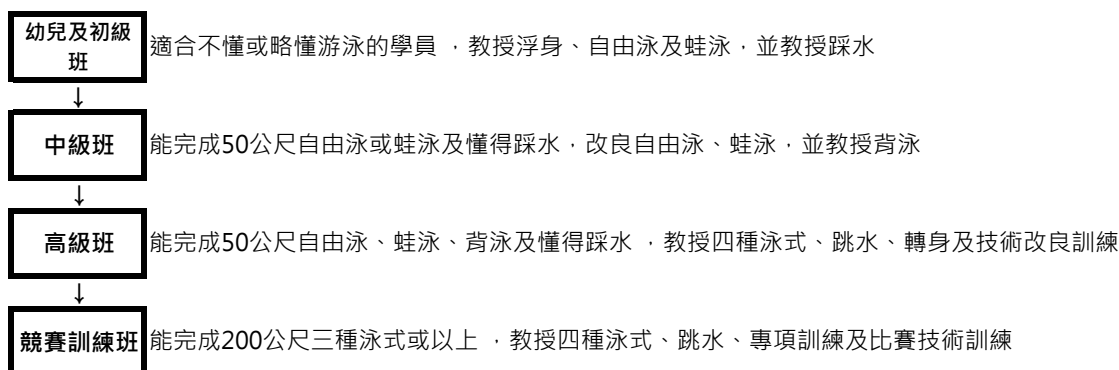 幼兒及初級
班
適合不懂或略懂游泳的學員 ，教授浮身、自由泳及蛙泳，並教授踩水
↓
中級班 能完成50公尺自由泳或蛙泳及懂得踩水，改良自由泳、蛙泳，並教授背泳
↓
高級班 能完成50公尺自由泳、蛙泳、背泳及懂得踩水 ，教授四種泳式、跳水、轉身及技術改良訓練
↓
競賽訓練班 能完成200公尺三種泳式或以上 ，教授四種泳式、跳水、專項訓練及比賽技術訓練